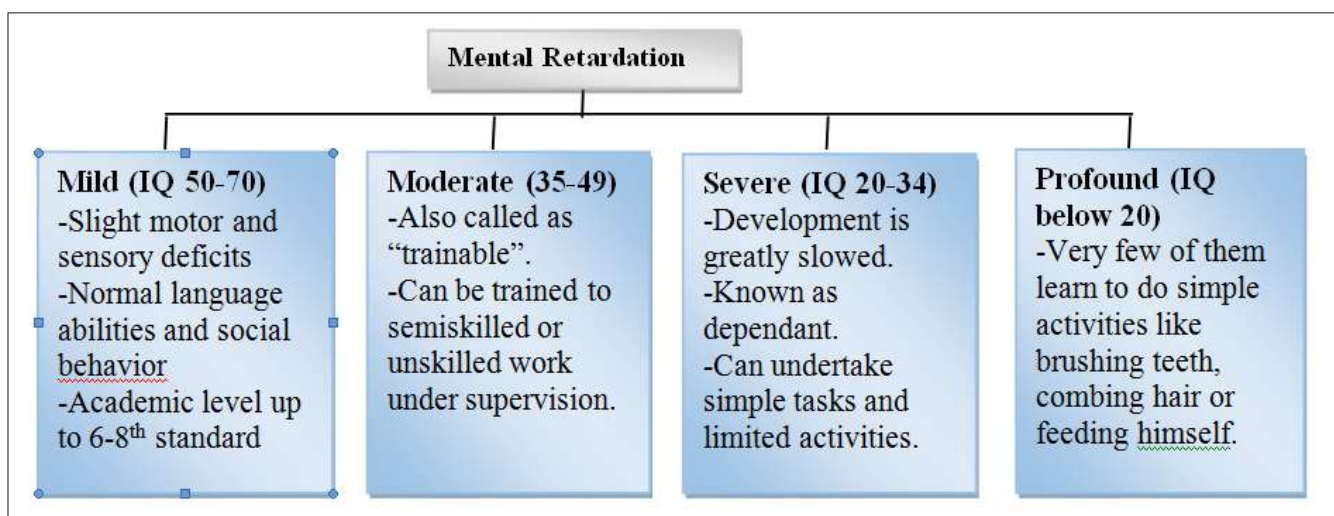 Mental Retardation
Mild (IQ 50-70)
-Slight motor and
sensory deficits
-Normal language
abilities and social
behavior
-Academic level up
to 6-8th standard
Moderate (35-49)
-Also called as
“trainable”.
-Can be trained to
semiskilled or
unskilled work
under supervision.
Severe (IQ 20-34)
-Development is
greatly slowed.
-Known as
dependant.
-Can undertake
simple tasks and
limited activities.
Profound (IQ
below 20)
-Very few of them
learn to do simple
activities like
brushing teeth,
combing hair or
feeding himself.